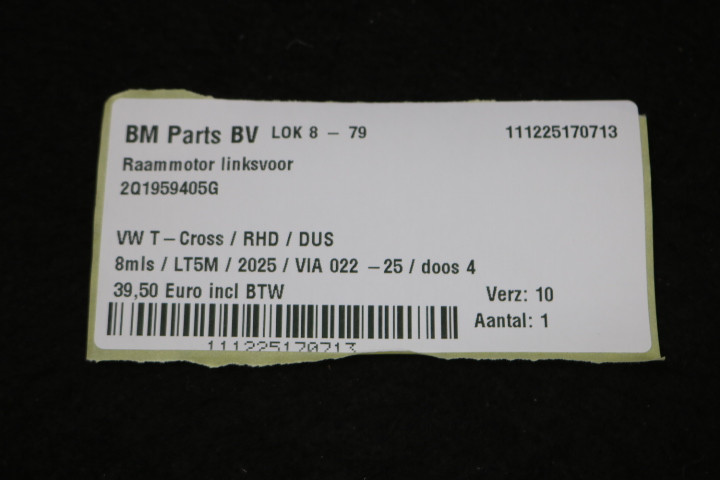 BM Parts BV LOK 8 - 79 111225170713
Raammotor linksvoor
2Q1959405G
VW T-Cross / RHD / DUS
8mls / LT5M / 2025 / VIA 022 -25 / doos 4
39,50 Euro incl BTW Verz: 10
Aantal: 1
111225170713